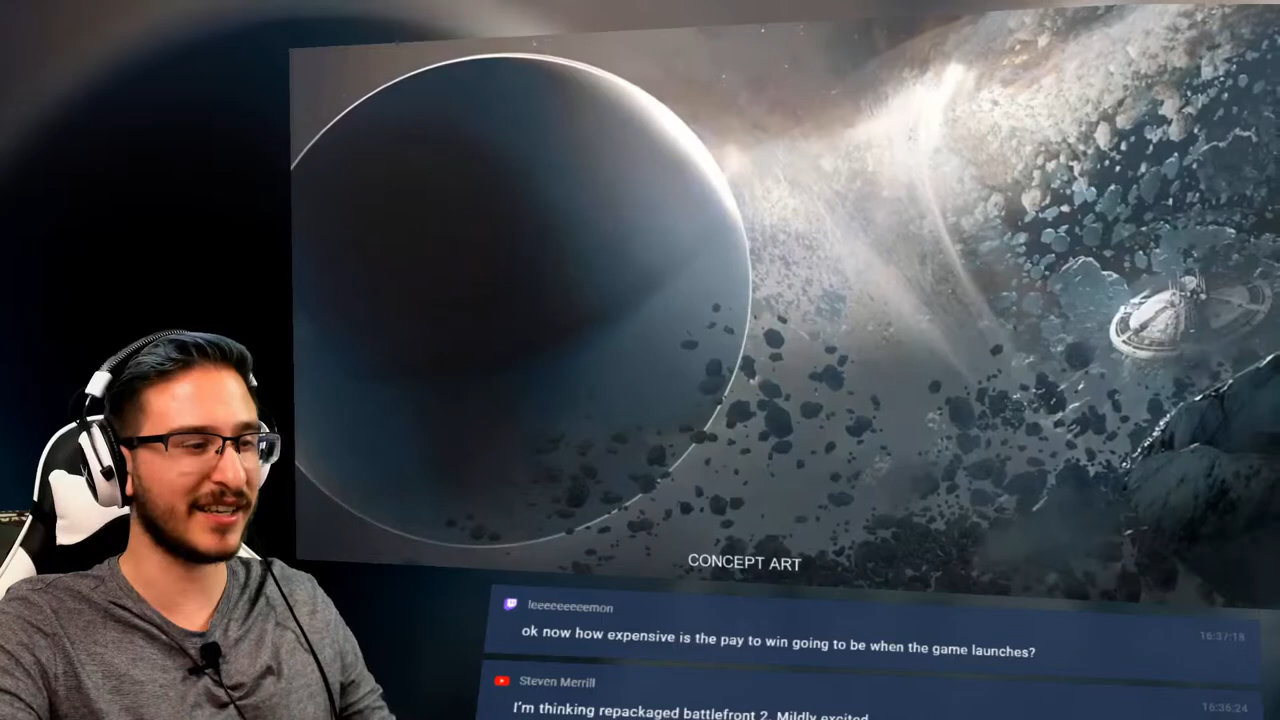 CONCEPT ART
leeeeeeeemon
16:37:18
ok now how expensive is the pay to win going to be when the game launches?
Steven Merrill
16:36:24
I'm thinking repackaged battlefront 2. Mildly excited